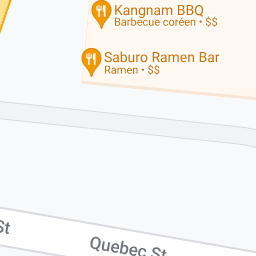 Kangnam BBQ
Barbecue coréen • $$
Saburo Ramen Bar
Ramen • $$
St
Quebec St